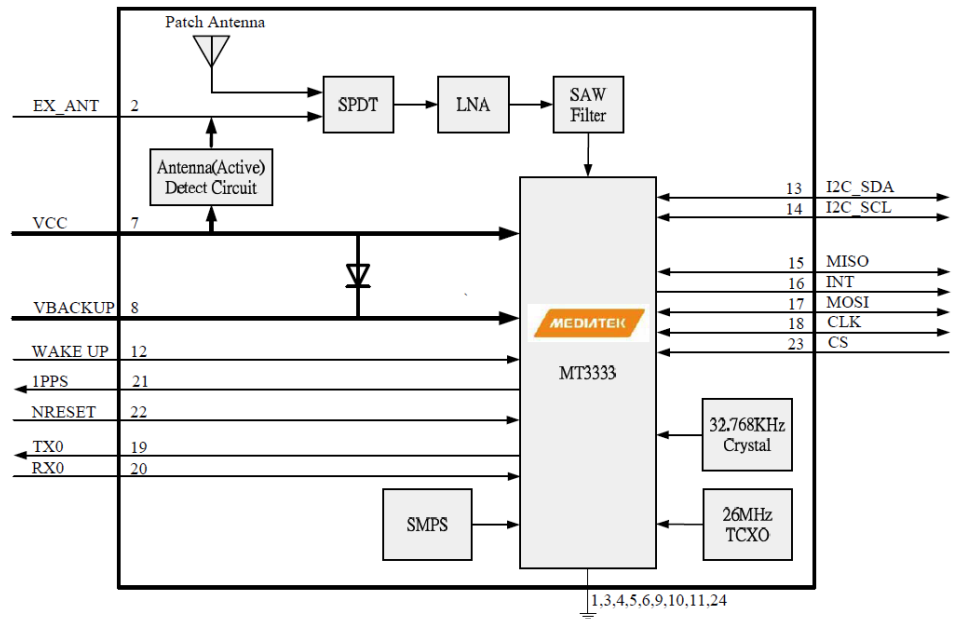 Patch Antenna
EX_ANT 2
SPDT
LNA
SAW
Filter
Antenna(Active)
Detect Circuit
VCC 7
VBACKUP 8
WAKE UP 12
1PPS 21
NRESET 22
TX0 19
RX0 20
SMPS
MEDIATEK
MT3333
13 I2C_SDA
14 I2C_SCL
15 MISO
16 INT
17 MOSI
18 CLK
23 CS
32.768KHz
Crystal
26MHz
TCXO
1,3,4,5,6,9,10,11,24